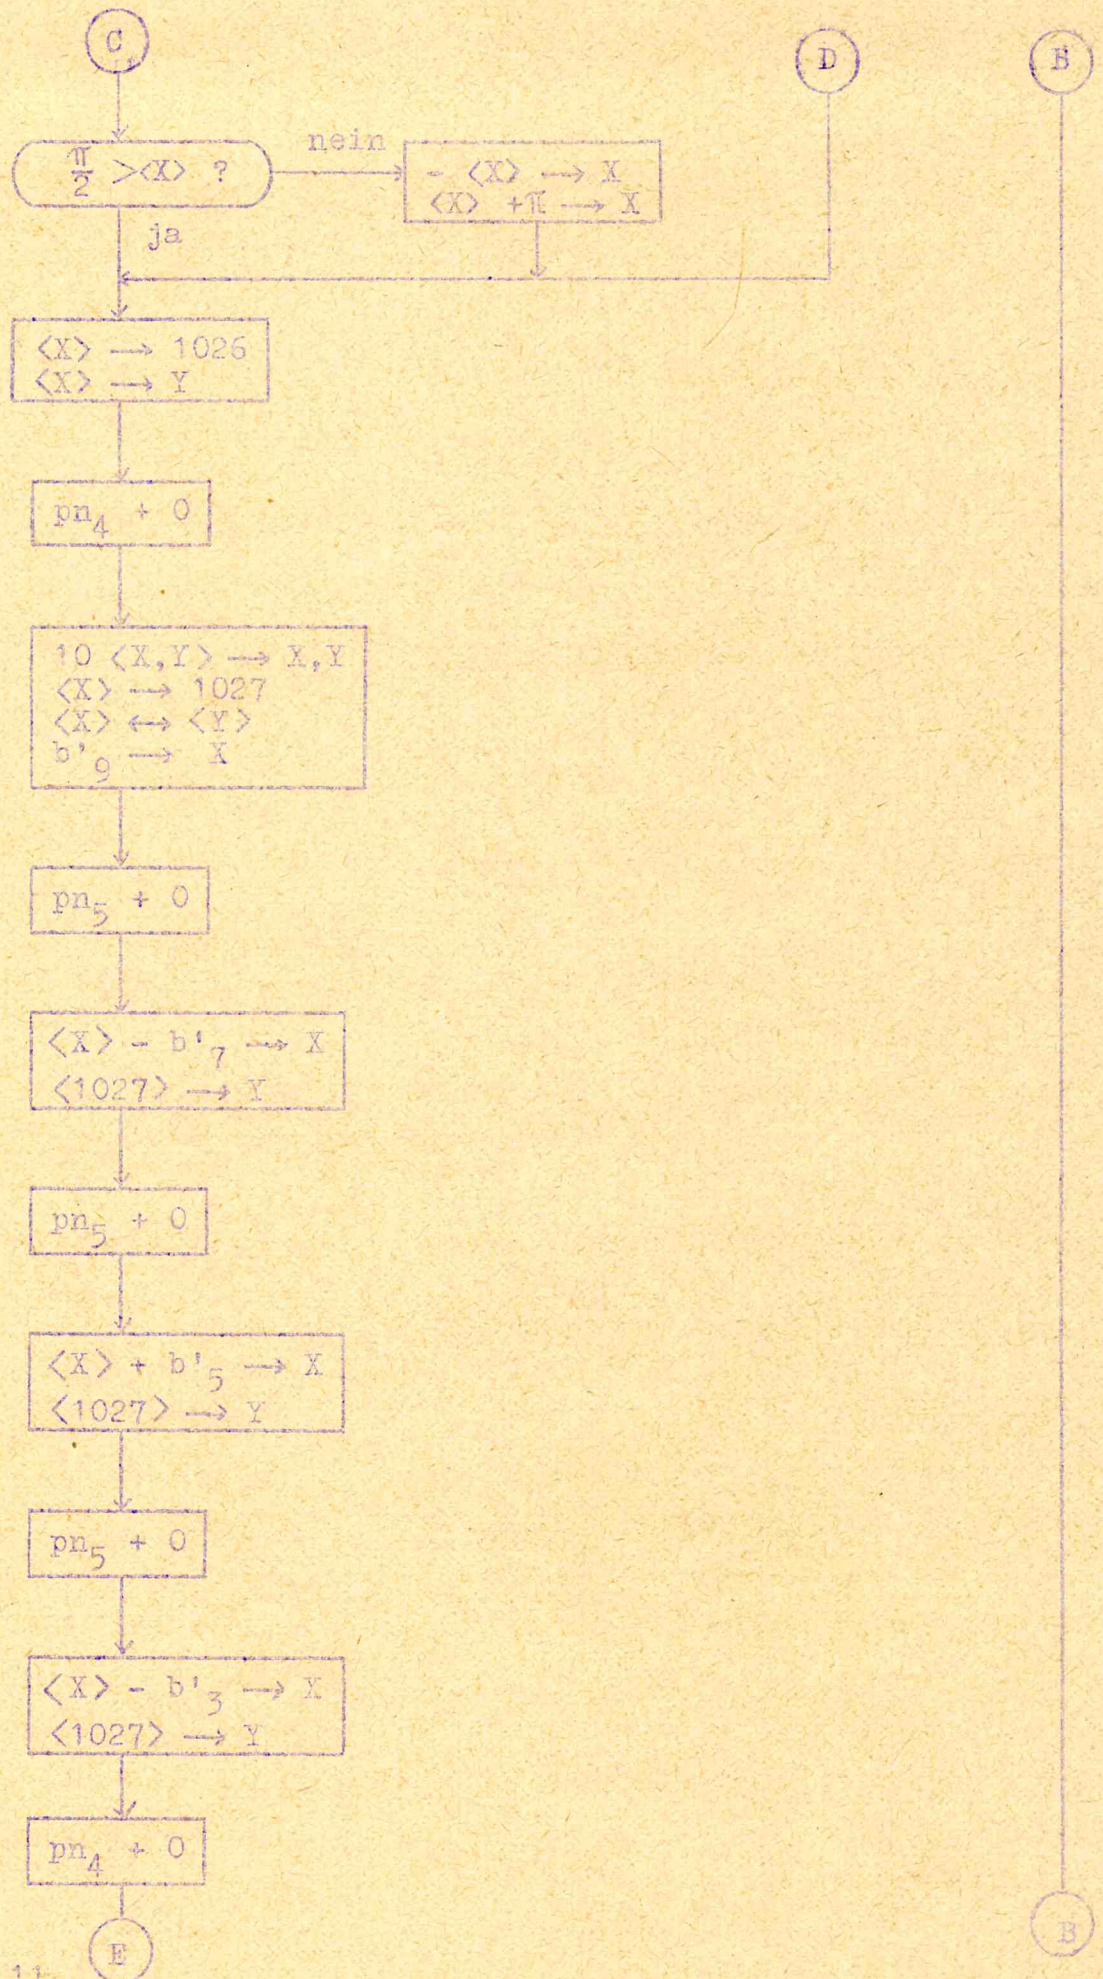 C
D
B
π/2 ><X> ?
nein
- <X> → X
<X> +π → X
ja
<X> → 1026
<X> → Y
pn₄ + 0
10 <X,Y> → X,Y
<X> → 1027
<X> ↔ <Y>
b'₉ → X
pn₅ + 0
<X> - b'₇ → X
<1027> → Y
pn₅ + 0
<X> + b'₅ → X
<1027> → Y
pn₅ + 0
<X> - b'₃ → X
<1027> → Y
pn₄ + 0
E
B
11